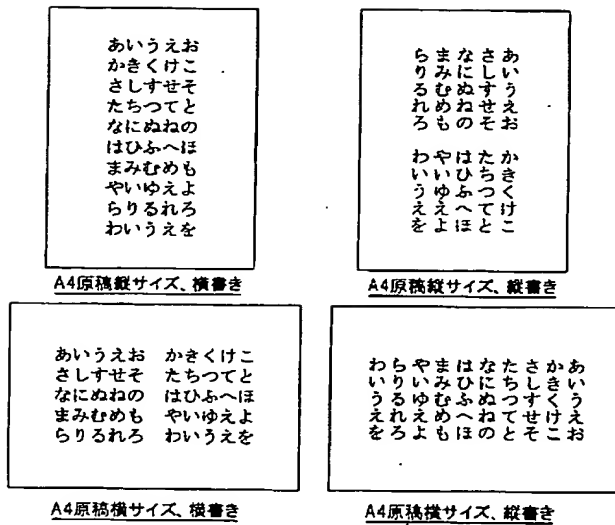 あいうえお
かきくけこ
さしすせそ
たちつてと
なにぬねの
はひふへほ
まみむめも
やいゆえよ
らりるれろ
わいうえを
A4原稿縦サイズ、横書き
あいうえお かきくけこ
さしすせそ たちつてと
なにぬねの はひふへほ
まみむめも やいゆえよ
らりるれろ わいうえを
A4原稿縦サイズ、縦書き
あいうえお かきくけこ
さしすせそ たちつてと
なにぬねの はひふへほ
まみむめも やいゆえよ
らりるれろ わいうえを
A4原稿横サイズ、横書き
あいうえお
かきくけこ
さしすせそ
たちつてと
なにぬねの
はひふへほ
まみむめも
やいゆえよ
らりるれろ
わいうえを
A4原稿横サイズ、縦書き